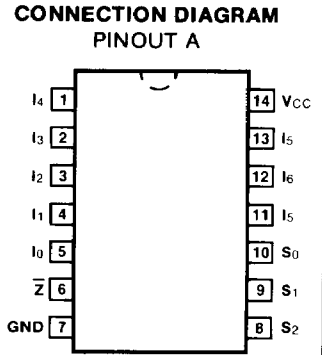 CONNECTION DIAGRAM
PINOUT A
I4 1 14 VCC
I3 2 13 I5
I2 3 12 I6
I1 4 11 I5
I0 5 10 S0
Z̅ 6 9 S1
GND 7 8 S2